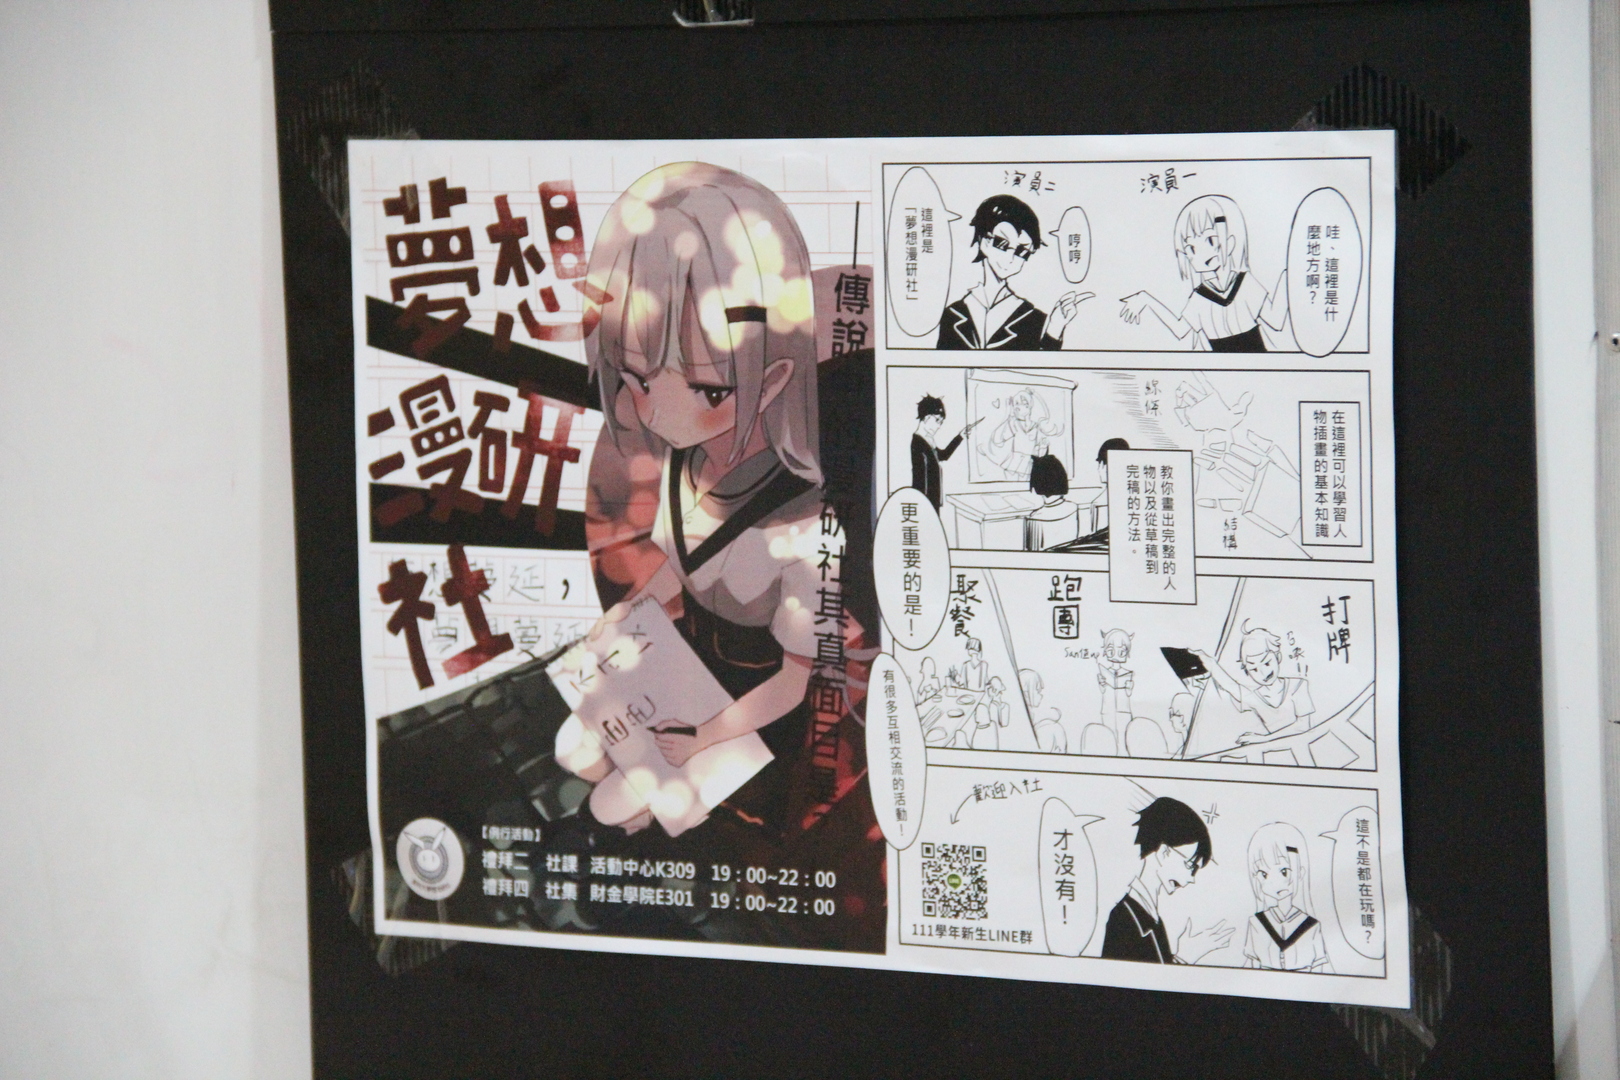 夢想
漫研
社
——傳說
研社其真面目是
【例行活動】
禮拜二 社課 活動中心K309 19：00~22：00
禮拜四 社集 財金學院E301 19：00~22：00
演員一
演員二
哇、這裡是什
麼地方啊？
哼哼
這裡是
「夢想漫研社」
在這裡可以學習人
物插畫的基本知識
線條
結構
教你畫出完整的人
物以及從草稿到
完稿的方法。
更重要的是！
打牌
跑團
聚餐
有很多互相交流的活動！
這不是都在玩嗎？
才沒有！
歡迎入社
111學年新生LINE群